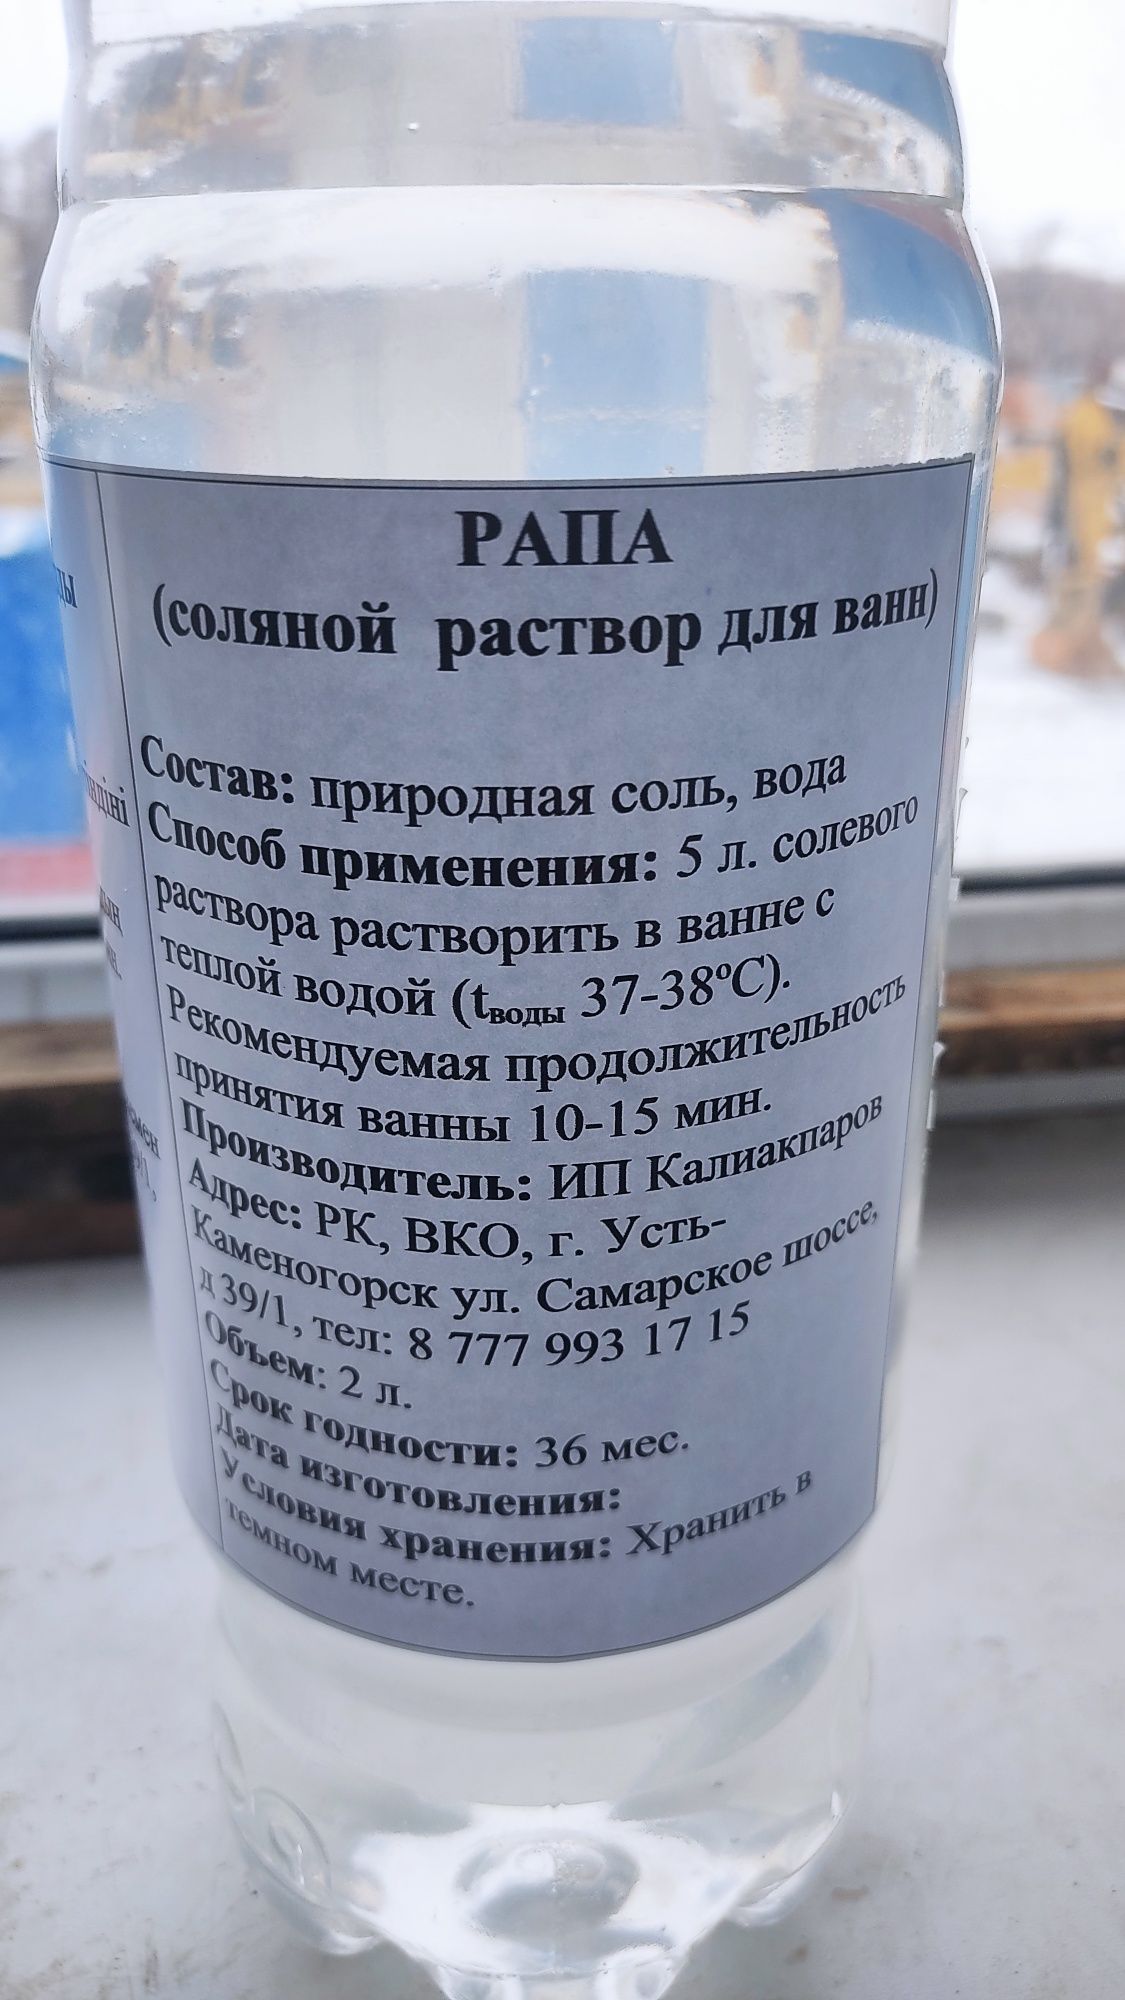 РАПА
(соляной раствор для ванн)
Состав: природная соль, вода
Способ применения: 5 л. солевого
раствора растворить в ванне с
теплой водой (tводы 37-38ºС).
Рекомендуемая продолжительность
принятия ванны 10-15 мин.
Производитель: ИП Калиакпаров
Адрес: РК, ВКО, г. Усть-
Каменогорск ул. Самарское шоссе,
д 39/1, тел: 8 777 993 17 15
Объем: 2 л.
Срок годности: 36 мес.
Дата изготовления:
Условия хранения: Хранить в
темном месте.